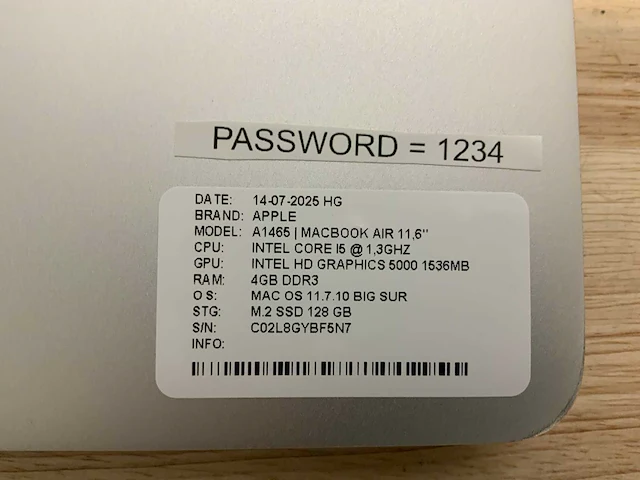 PASSWORD = 1234
DATE: 14-07-2025 HG
BRAND: APPLE
MODEL: A1465 | MACBOOK AIR 11,6"
CPU: INTEL CORE I5 @ 1,3GHZ
GPU: INTEL HD GRAPHICS 5000 1536MB
RAM: 4GB DDR3
OS: MAC OS 11.7.10 BIG SUR
STG: M.2 SSD 128 GB
S/N: C02L8GYBF5N7
INFO: